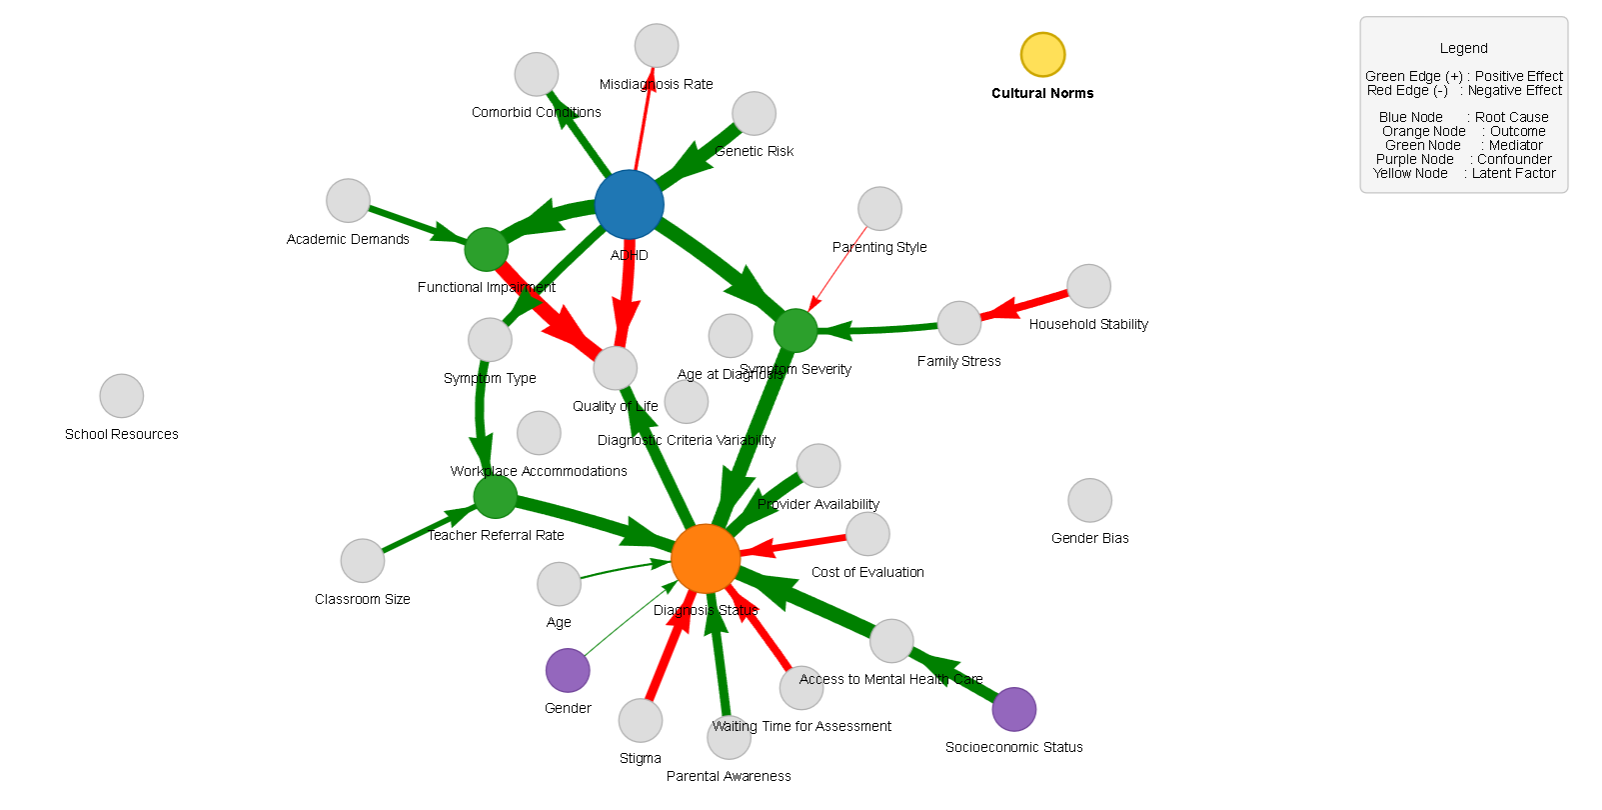 Misdiagnosis Rate
Cultural Norms
Comorbid Conditions
Genetic Risk
Academic Demands
Parenting Style
ADHD
Functional Impairment
Household Stability
Family Stress
Symptom Severity
Age at Diagnosis
Symptom Type
Quality of Life
School Resources
Diagnostic Criteria Variability
Workplace Accommodations
Provider Availability
Teacher Referral Rate
Gender Bias
Cost of Evaluation
Classroom Size
Diagnosis Status
Age
Access to Mental Health Care
Gender
Waiting Time for Assessment
Socioeconomic Status
Stigma
Parental Awareness
Legend
Green Edge (+) : Positive Effect
Red Edge (-) : Negative Effect
Blue Node : Root Cause
Orange Node : Outcome
Green Node : Mediator
Purple Node : Confounder
Yellow Node : Latent Factor